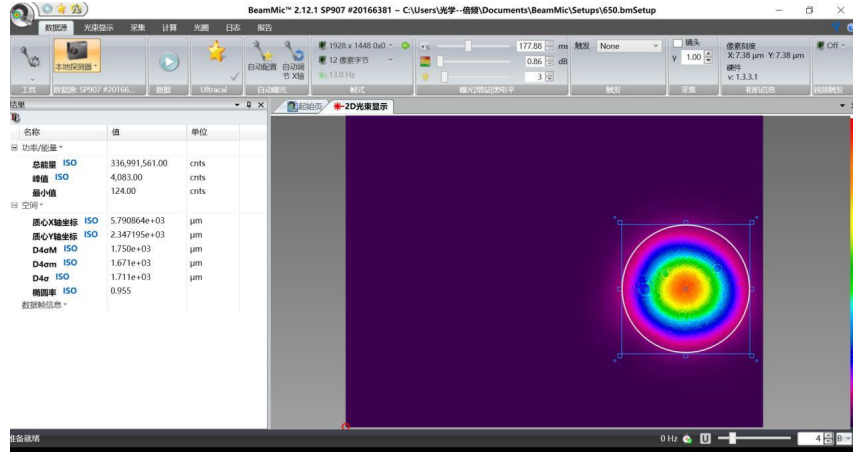 BeamMic™ 2.12.1 SP907 #20166381 ~ C:\Users\光学--倍频\Documents\BeamMic\Setups\650.bmSetup
数据源 光束显示 采集 计算 光圈 日志 报告
1928 x 1448 0x0
177.88 ms
触发 None
镜头
像素刻度
Off
本地探测器
自动配置 自动调节 X轴
12 像素字节
0.86 dB
γ 1.00
X: 7.38 μm Y: 7.38 μm
硬件
13.0 Hz
3
v: 1.3.3.1
工具 数据源: SP907 #20166... 数据 Ultracal 自动曝光 帧式 曝光|增益|黑电平 触发 采集 视频触发
结果
起始页 2D光束显示
名称 值 单位
功率/能量
总能量 ISO 336,991,561.00 cnts
峰值 ISO 4,083.00 cnts
最小值 124.00 cnts
空间
质心X轴坐标 ISO 5.790864e+03 μm
质心Y轴坐标 ISO 2.347195e+03 μm
D4σM ISO 1.750e+03 μm
D4σm ISO 1.671e+03 μm
D4σ ISO 1.711e+03 μm
椭圆率 ISO 0.955
数据帧信息
准备就绪
0 Hz U 4 B